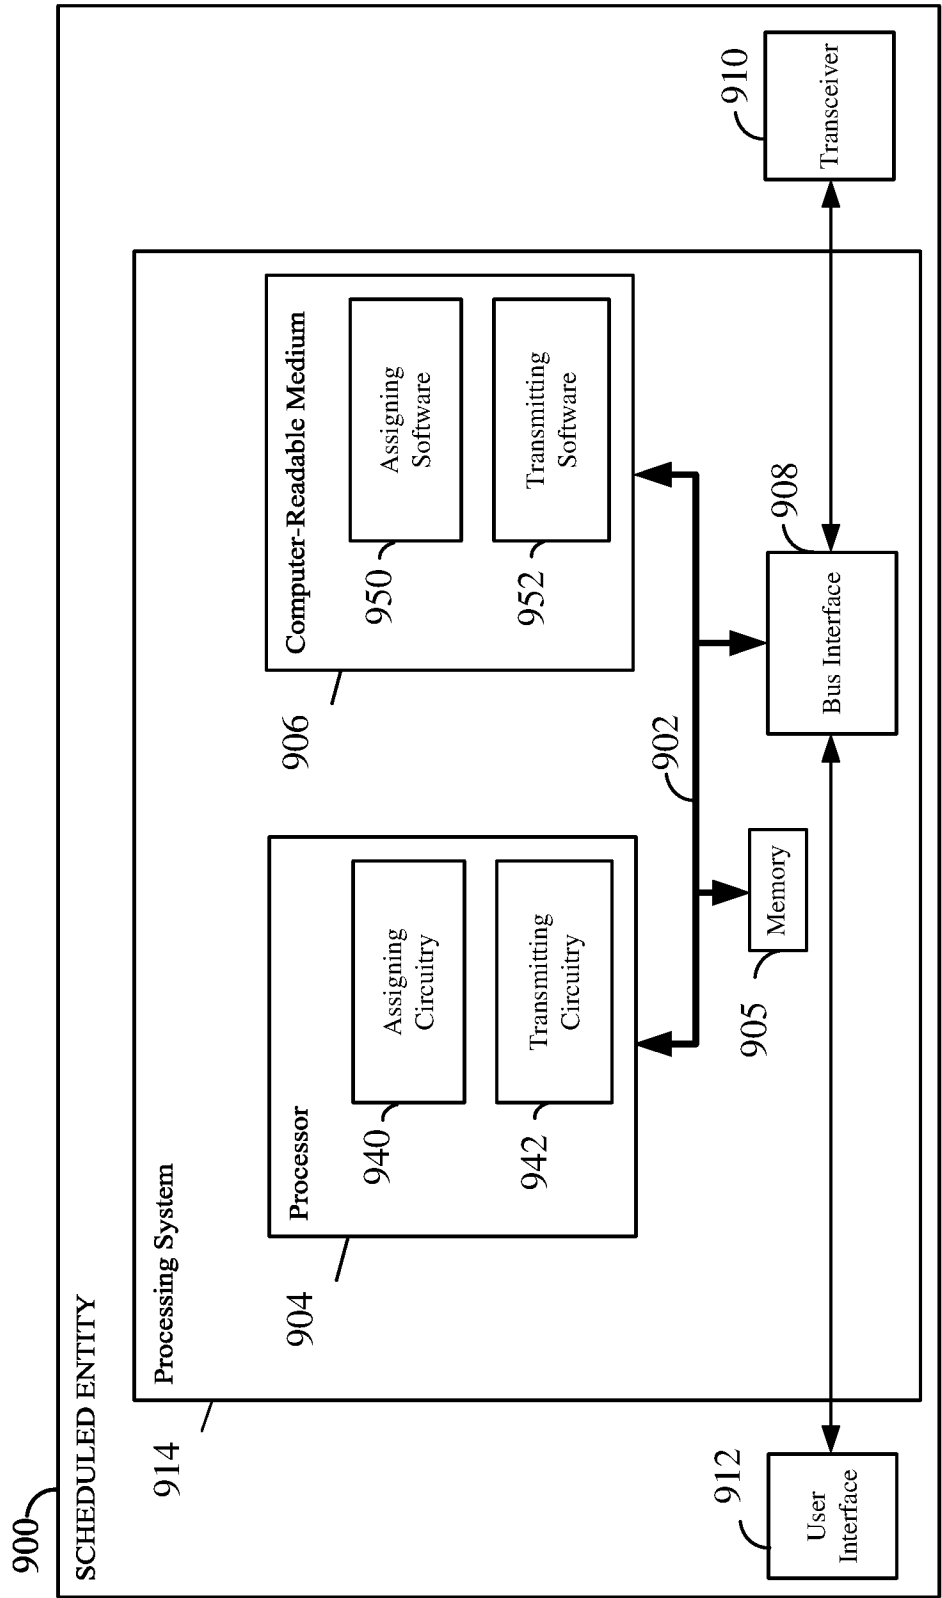 900
SCHEDULED ENTITY
914
Processing System
904
Processor
940
Assigning
Circuitry
942
Transmitting
Circuitry
906
Computer-Readable Medium
950
Assigning
Software
952
Transmitting
Software
902
905
Memory
908
Bus Interface
912
User
Interface
910
Transceiver